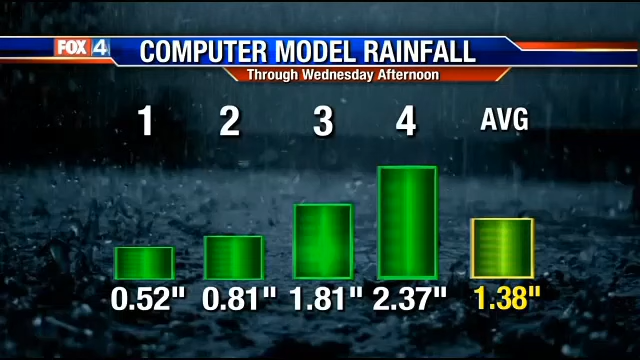 FOX 4
COMPUTER MODEL RAINFALL
Through Wednesday Afternoon
1 2 3 4 AVG
0.52" 0.81" 1.81" 2.37" 1.38"